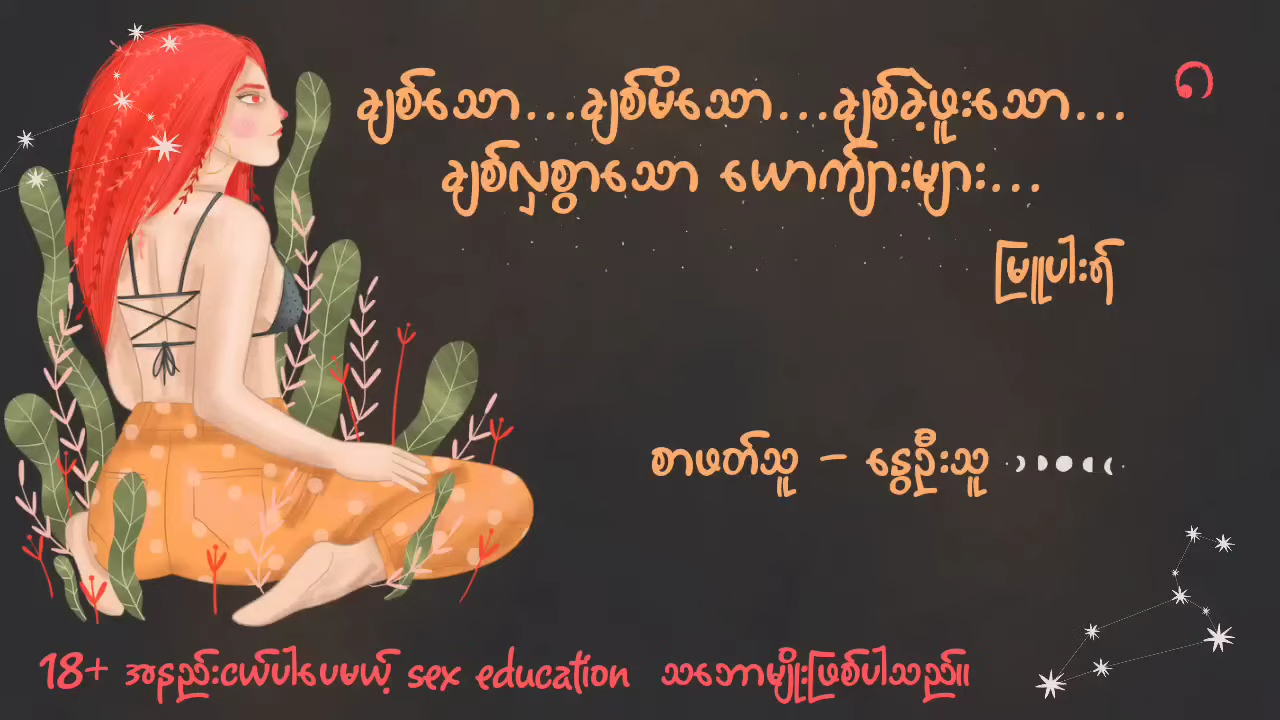 ချစ်သော...ချစ်မိသော...ချစ်ခဲ့ဖူးသော...
၈
ချစ်လှစွာသော ယောက်ျားများ...
မြူပါးရ်
စာဖတ်သူ - နွေဦးသူ
18+ အနည်းငယ်ပါပေမယ့် sex education သဘောမျိုးဖြစ်ပါသည်။